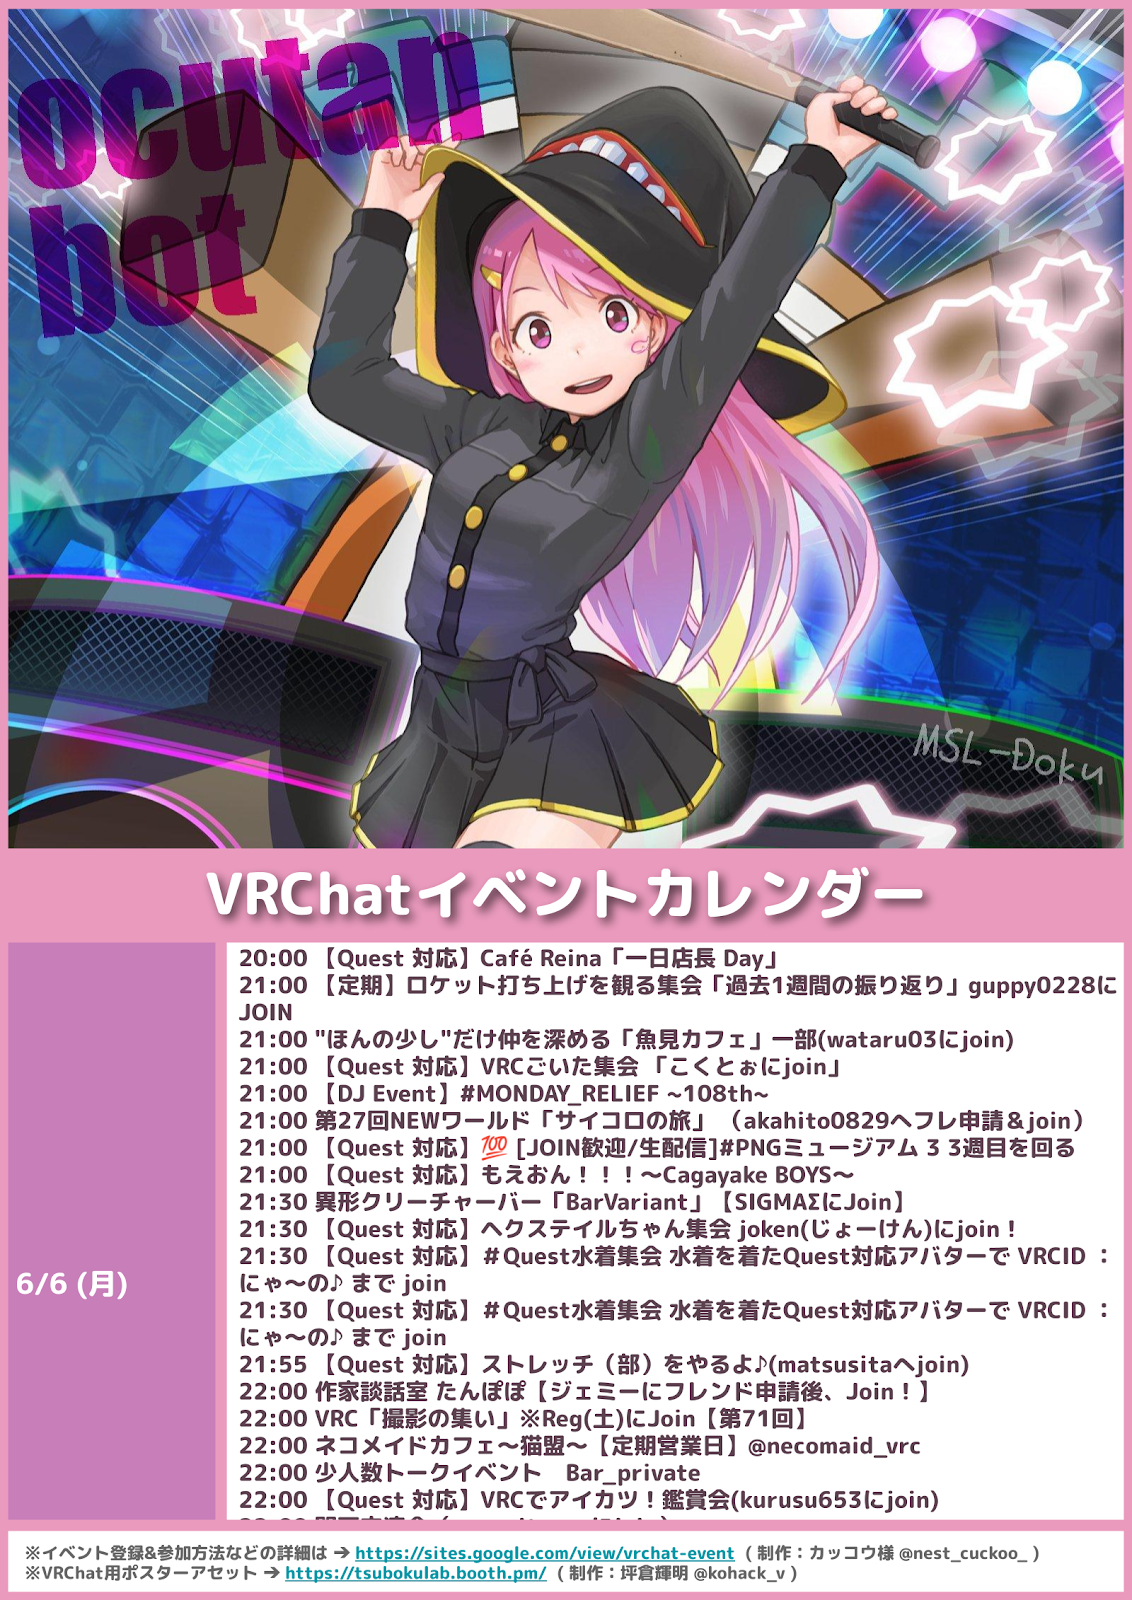 ocutan
bot
MSL-Doku
VRChatイベントカレンダー
6/6 (月)
20:00 【Quest 対応】Café Reina「一日店長 Day」
21:00 【定期】ロケット打ち上げを観る集会「過去1週間の振り返り」guppy0228に
JOIN
21:00 "ほんの少し"だけ仲を深める「魚見カフェ」一部(wataru03にjoin)
21:00 【Quest 対応】VRCごいた集会 「こくとぉにjoin」
21:00 【DJ Event】#MONDAY_RELIEF ~108th~
21:00 第27回NEWワールド「サイコロの旅」 （akahito0829へフレ申請＆join）
21:00 【Quest 対応】💯 [JOIN歓迎/生配信]#PNGミュージアム 3 3週目を回る
21:00 【Quest 対応】もえおん！！！～Cagayake BOYS～
21:30 異形クリーチャーバー「BarVariant」【SIGMAΣにJoin】
21:30 【Quest 対応】ヘクステイルちゃん集会 joken(じょーけん)にjoin！
21:30 【Quest 対応】＃Quest水着集会 水着を着たQuest対応アバターで VRCID ：
にゃ～の♪ まで join
21:30 【Quest 対応】＃Quest水着集会 水着を着たQuest対応アバターで VRCID ：
にゃ～の♪ まで join
21:55 【Quest 対応】ストレッチ（部）をやるよ♪(matsusitaへjoin)
22:00 作家談話室 たんぽぽ【ジェミーにフレンド申請後、Join！】
22:00 VRC「撮影の集い」※Reg(土)にJoin【第71回】
22:00 ネコメイドカフェ～猫盟～【定期営業日】@necomaid_vrc
22:00 少人数トークイベント　Bar_private
22:00 【Quest 対応】VRCでアイカツ！鑑賞会(kurusu653にjoin)
※イベント登録&参加方法などの詳細は ➔ https://sites.google.com/view/vrchat-event （ 制作：カッコウ様 @nest_cuckoo_ ）
※VRChat用ポスターアセット ➔ https://tsubokulab.booth.pm/ （ 制作：坪倉輝明 @kohack_v ）